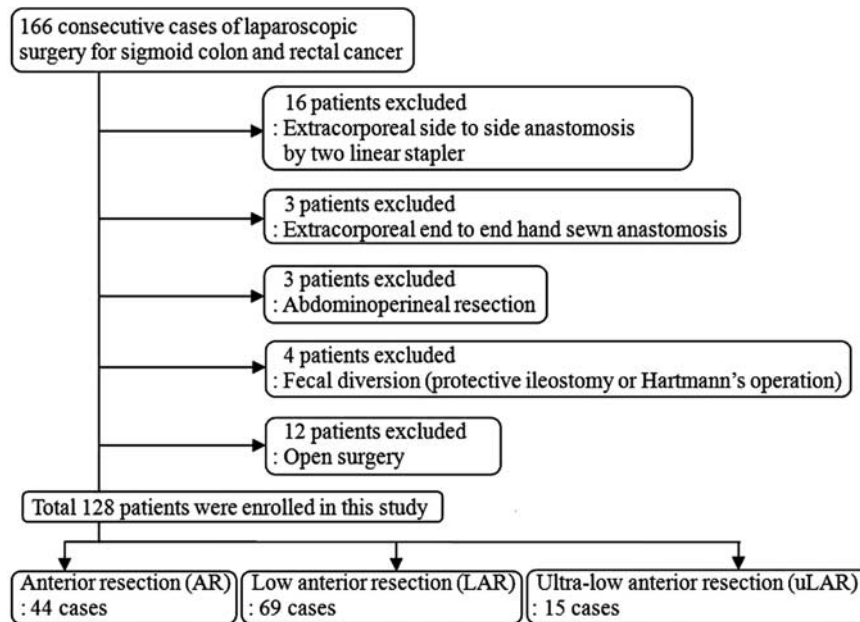 166 consecutive cases of laparoscopic
surgery for sigmoid colon and rectal cancer
16 patients excluded
: Extracorporeal side to side anastomosis
by two linear stapler
3 patients excluded
: Extracorporeal end to end hand sewn anastomosis
3 patients excluded
: Abdominoperineal resection
4 patients excluded
: Fecal diversion (protective ileostomy or Hartmann's operation)
12 patients excluded
: Open surgery
Total 128 patients were enrolled in this study
Anterior resection (AR)
: 44 cases
Low anterior resection (LAR)
: 69 cases
Ultra-low anterior resection (uLAR)
: 15 cases